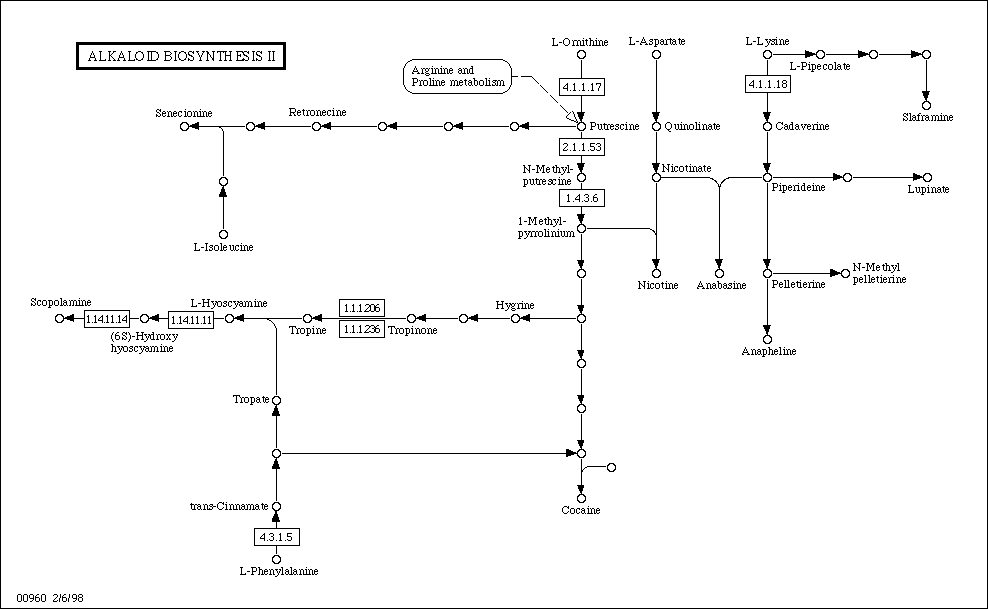 ALKALOID BIOSYNTHESIS II
L-Ornithine
L-Aspartate
L-Lysine
L-Pipecolate
Arginine and
Proline metabolism
4.1.1.17
4.1.1.18
Slaframine
Senecionine
Retronecine
Putrescine
Quinolinate
Cadaverine
2.1.1.53
N-Methyl-
putrescine
Nicotinate
Piperideine
Lupinate
1.4.3.6
1-Methyl-
pyrrolinium
L-Isoleucine
Nicotine
Anabasine
Pelletierine
N-Methyl
pelletierine
Scopolamine
L-Hyoscyamine
1.1.1.206
Hygrine
1.14.11.14
1.14.11.11
Tropine
1.1.1.236
Tropinone
(6S)-Hydroxy
hyoscyamine
Anapheline
Tropate
trans-Cinnamate
Cocaine
4.3.1.5
L-Phenylalanine
00960 2/6/98